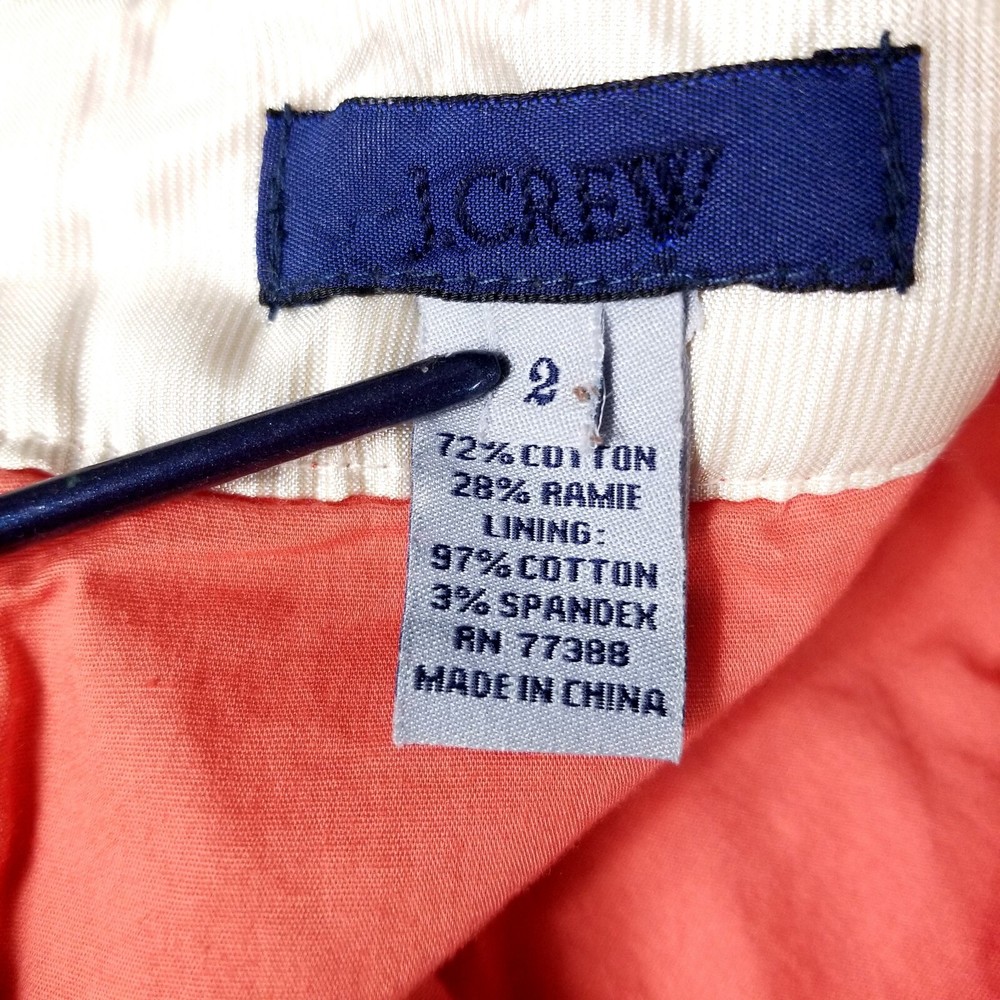 J.CREW
2
72% COTTON
28% RAMIE
LINING:
97% COTTON
3% SPANDEX
RN 77388
MADE IN CHINA